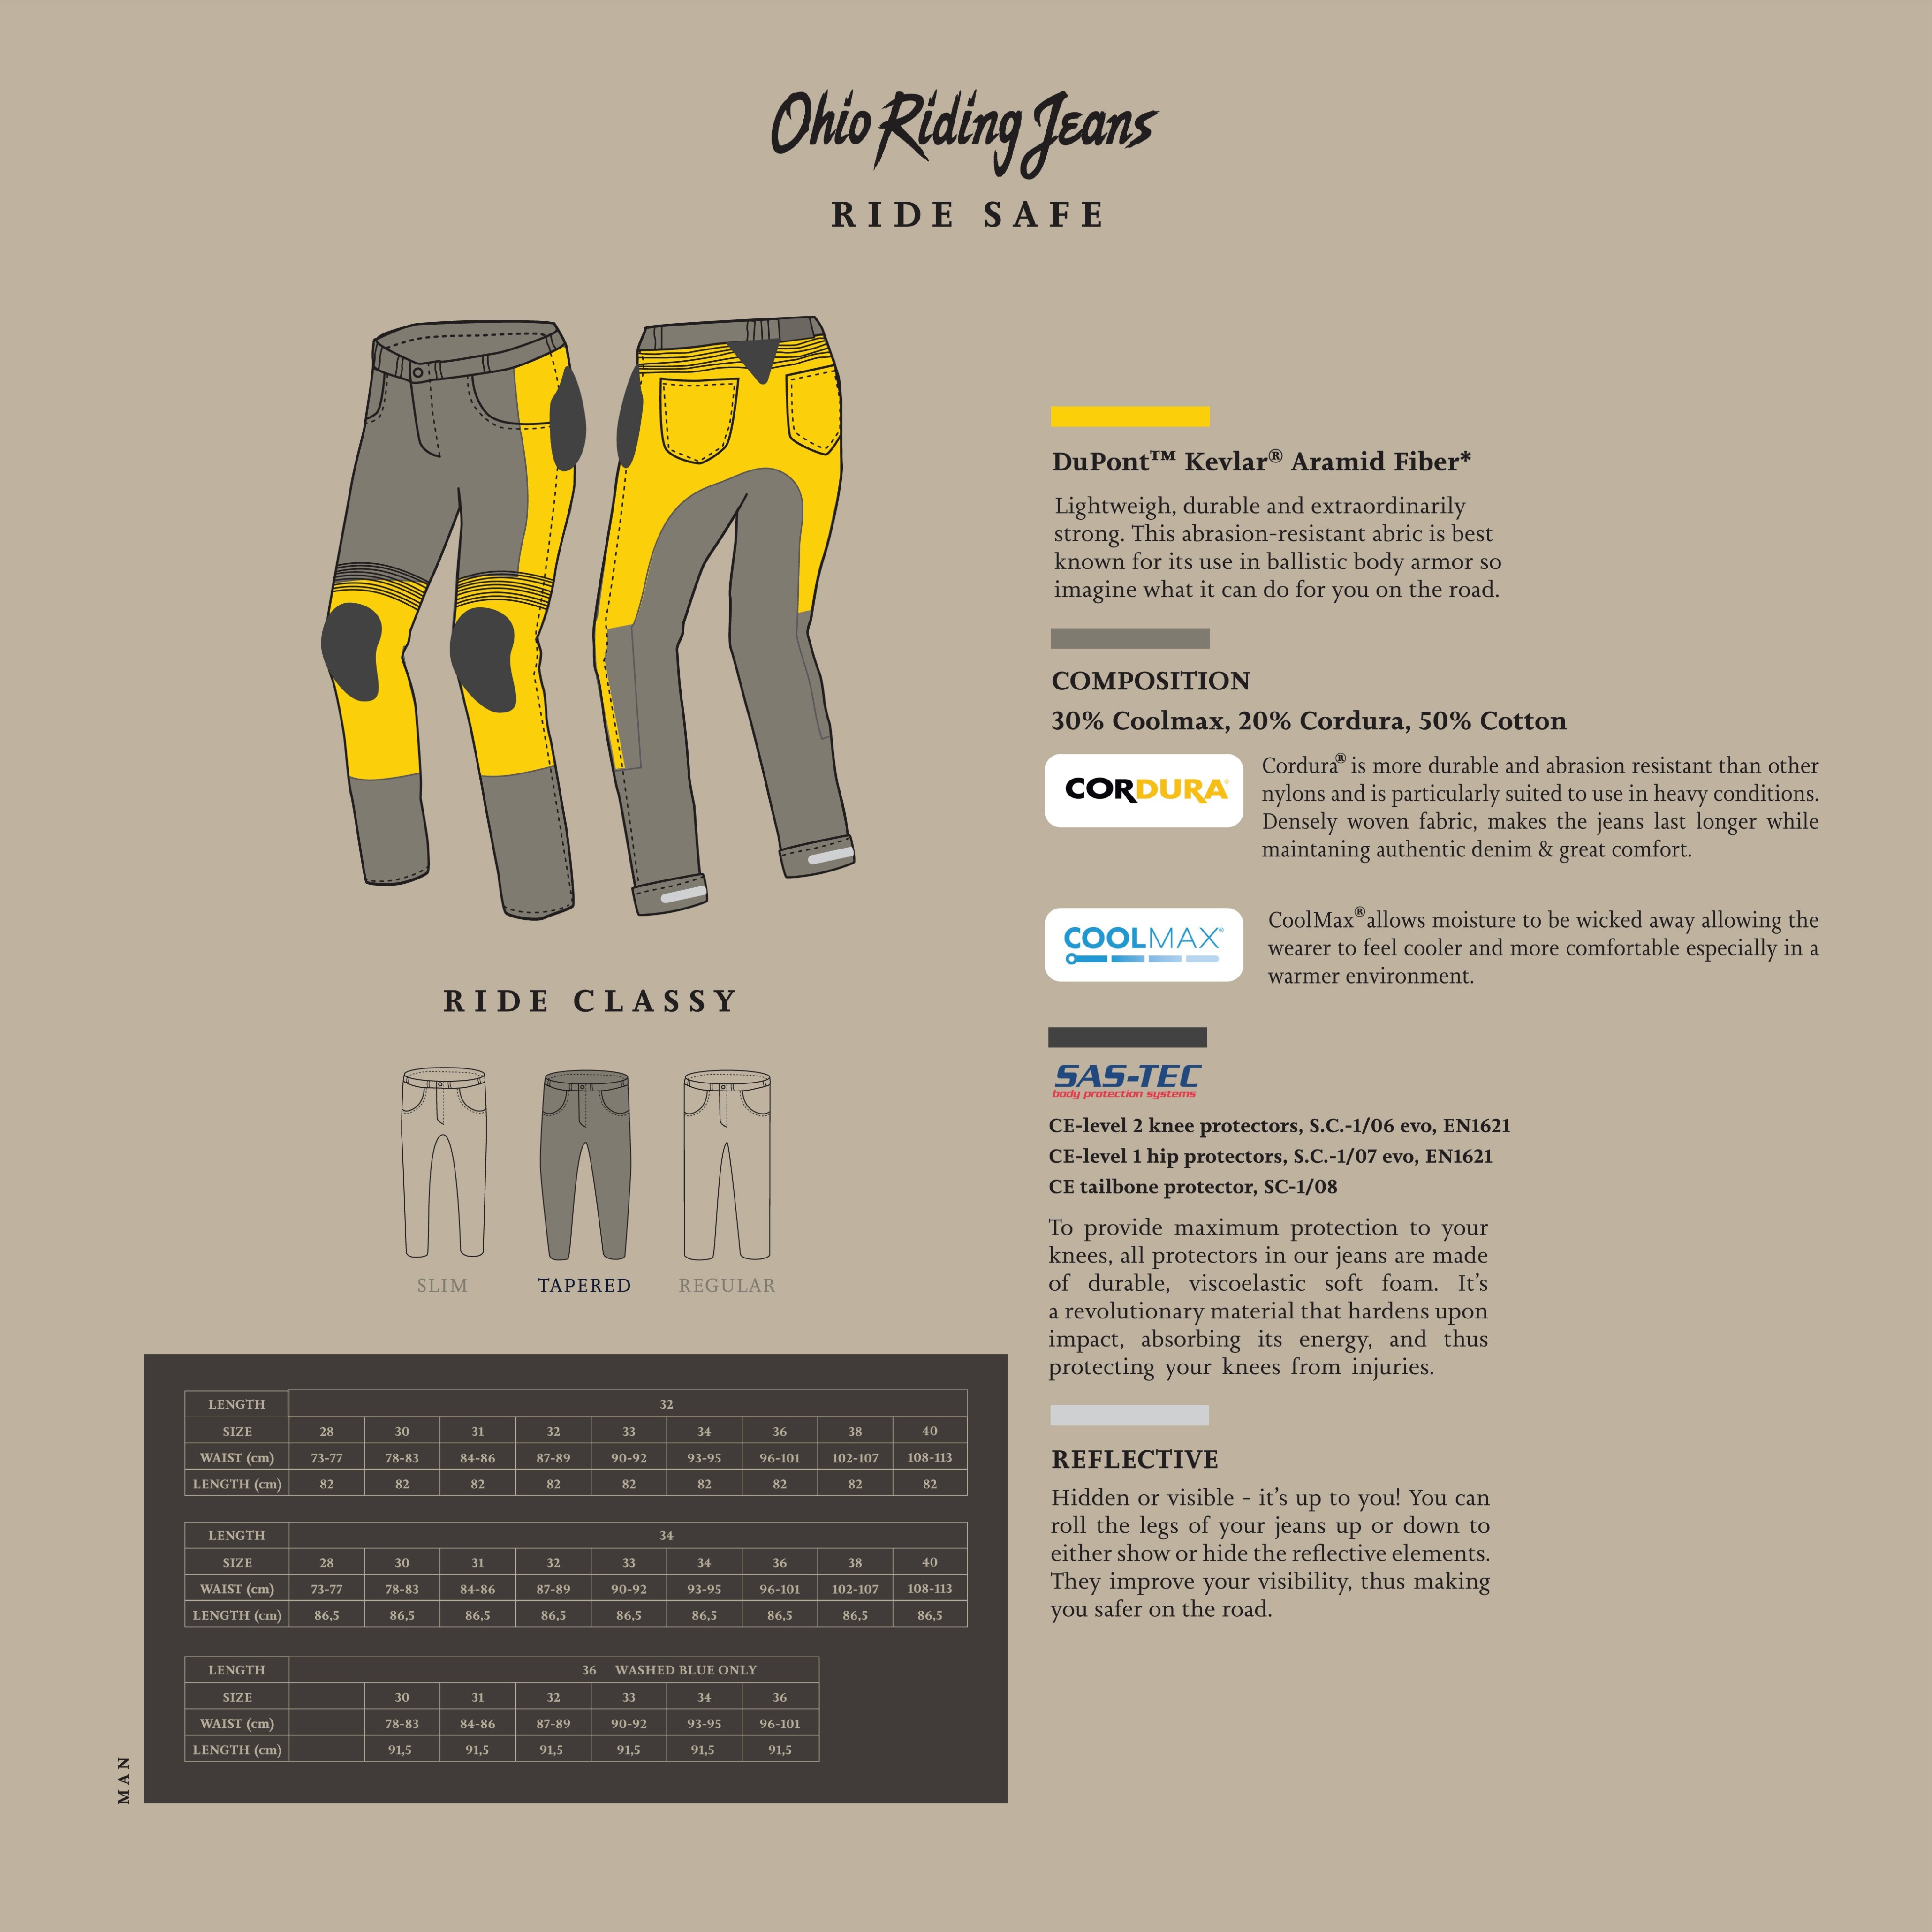 Ohio Riding Jeans
RIDE SAFE
DuPont™ Kevlar® Aramid Fiber*
Lightweigh, durable and extraordinarily
strong. This abrasion-resistant abric is best
known for its use in ballistic body armor so
imagine what it can do for you on the road.
COMPOSITION
30% Coolmax, 20% Cordura, 50% Cotton
CORDURA®
Cordura® is more durable and abrasion resistant than other
nylons and is particularly suited to use in heavy conditions.
Densely woven fabric, makes the jeans last longer while
maintaning authentic denim & great comfort.
COOLMAX®
CoolMax® allows moisture to be wicked away allowing the
wearer to feel cooler and more comfortable especially in a
warmer environment.
SAS-TEC
body protection systems
CE-level 2 knee protectors, S.C.-1/06 evo, EN1621
CE-level 1 hip protectors, S.C.-1/07 evo, EN1621
CE tailbone protector, SC-1/08
To provide maximum protection to your
knees, all protectors in our jeans are made
of durable, viscoelastic soft foam. It's
a revolutionary material that hardens upon
impact, absorbing its energy, and thus
protecting your knees from injuries.
REFLECTIVE
Hidden or visible - it's up to you! You can
roll the legs of your jeans up or down to
either show or hide the reflective elements.
They improve your visibility, thus making
you safer on the road.
RIDE CLASSY
SLIM TAPERED REGULAR
LENGTH 32
SIZE 28 30 31 32 33 34 36 38 40
WAIST (cm) 73-77 78-83 84-86 87-89 90-92 93-95 96-101 102-107 108-113
LENGTH (cm) 82 82 82 82 82 82 82 82 82
LENGTH 34
SIZE 28 30 31 32 33 34 36 38 40
WAIST (cm) 73-77 78-83 84-86 87-89 90-92 93-95 96-101 102-107 108-113
LENGTH (cm) 86,5 86,5 86,5 86,5 86,5 86,5 86,5 86,5 86,5
LENGTH 36 WASHED BLUE ONLY
SIZE 30 31 32 33 34 36
WAIST (cm) 78-83 84-86 87-89 90-92 93-95 96-101
LENGTH (cm) 91,5 91,5 91,5 91,5 91,5 91,5
MAN